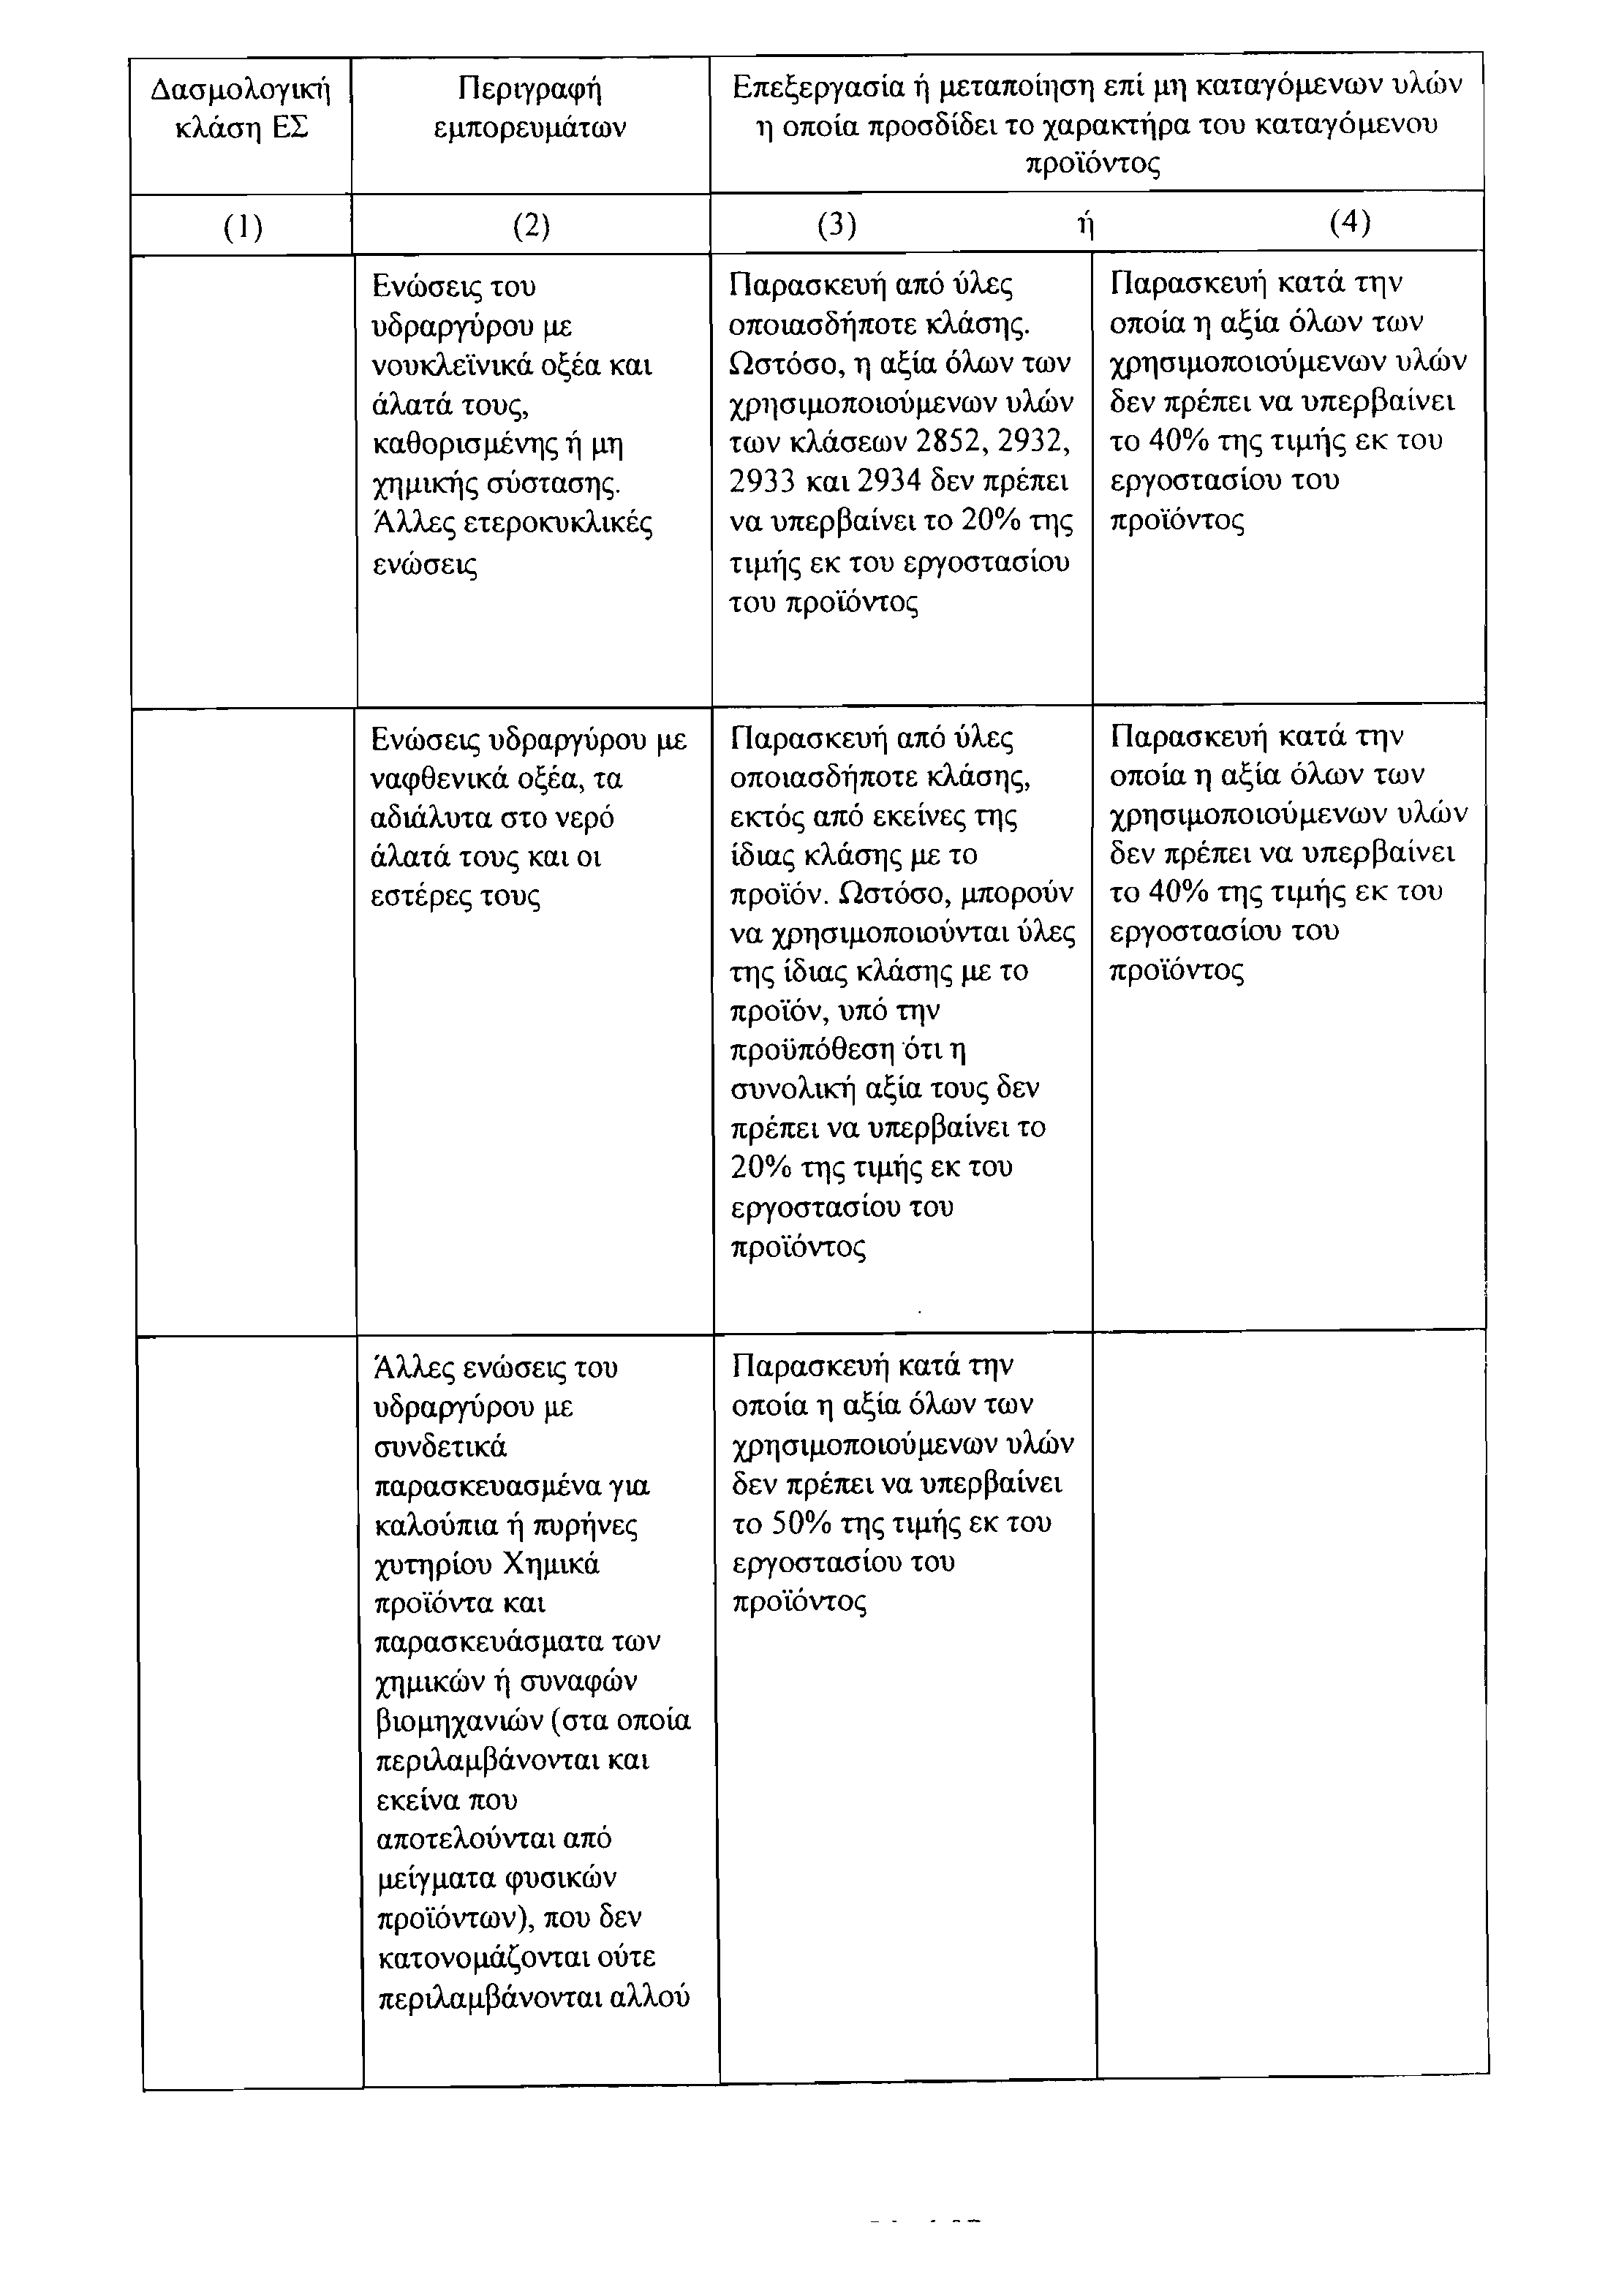 Δασμολογική
κλάση ΕΣ
Περιγραφή
εμπορευμάτων
Επεξεργασία ή μεταποίηση επί μη καταγόμενων υλών
η οποία προσδίδει το χαρακτήρα του καταγόμενου
προϊόντος
(1)
(2)
(3) ή (4)
Ενώσεις του
υδραργύρου με
νουκλεϊνικά οξέα και
άλατά τους,
καθορισμένης ή μη
χημικής σύστασης.
Άλλες ετεροκυκλικές
ενώσεις
Παρασκευή από ύλες
οποιασδήποτε κλάσης.
Ωστόσο, η αξία όλων των
χρησιμοποιούμενων υλών
των κλάσεων 2852, 2932,
2933 και 2934 δεν πρέπει
να υπερβαίνει το 20% της
τιμής εκ του εργοστασίου
του προϊόντος
Παρασκευή κατά την
οποία η αξία όλων των
χρησιμοποιούμενων υλών
δεν πρέπει να υπερβαίνει
το 40% της τιμής εκ του
εργοστασίου του
προϊόντος
Ενώσεις υδραργύρου με
ναφθενικά οξέα, τα
αδιάλυτα στο νερό
άλατά τους και οι
εστέρες τους
Παρασκευή από ύλες
οποιασδήποτε κλάσης,
εκτός από εκείνες της
ίδιας κλάσης με το
προϊόν. Ωστόσο, μπορούν
να χρησιμοποιούνται ύλες
της ίδιας κλάσης με το
προϊόν, υπό την
προϋπόθεση ότι η
συνολική αξία τους δεν
πρέπει να υπερβαίνει το
20% της τιμής εκ του
εργοστασίου του
προϊόντος
Παρασκευή κατά την
οποία η αξία όλων των
χρησιμοποιούμενων υλών
δεν πρέπει να υπερβαίνει
το 40% της τιμής εκ του
εργοστασίου του
προϊόντος
Άλλες ενώσεις του
υδραργύρου με
συνδετικά
παρασκευασμένα για
καλούπια ή πυρήνες
χυτηρίου Χημικά
προϊόντα και
παρασκευάσματα των
χημικών ή συναφών
βιομηχανιών (στα οποία
περιλαμβάνονται και
εκείνα που
αποτελούνται από
μείγματα φυσικών
προϊόντων), που δεν
κατονομάζονται ούτε
περιλαμβάνονται αλλού
Παρασκευή κατά την
οποία η αξία όλων των
χρησιμοποιούμενων υλών
δεν πρέπει να υπερβαίνει
το 50% της τιμής εκ του
εργοστασίου του
προϊόντος